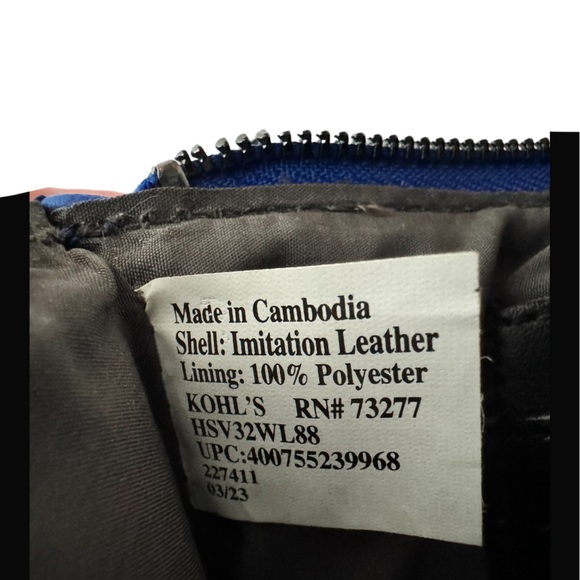 Made in Cambodia
Shell: Imitation Leather
Lining: 100% Polyester
KOHL'S RN# 73277
HSV32WL88
UPC:400755239968
227411
03/23